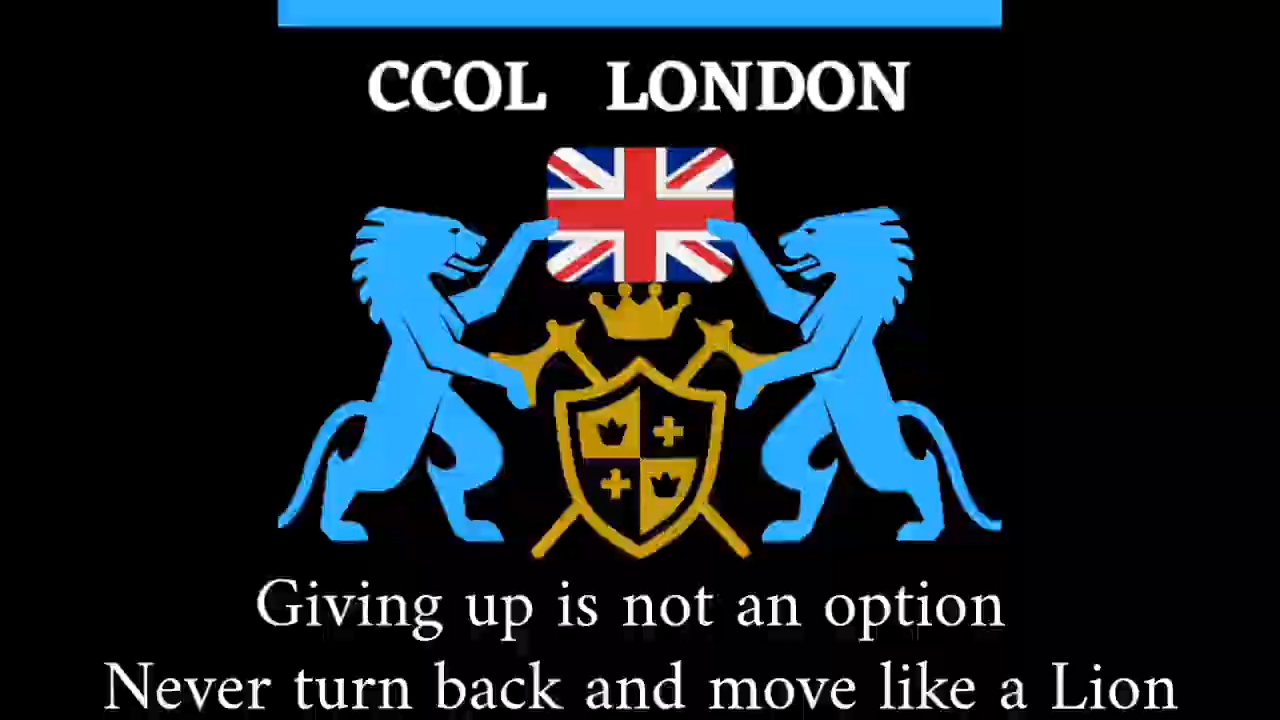 CCOL LONDON
Giving up is not an option
Never turn back and move like a Lion